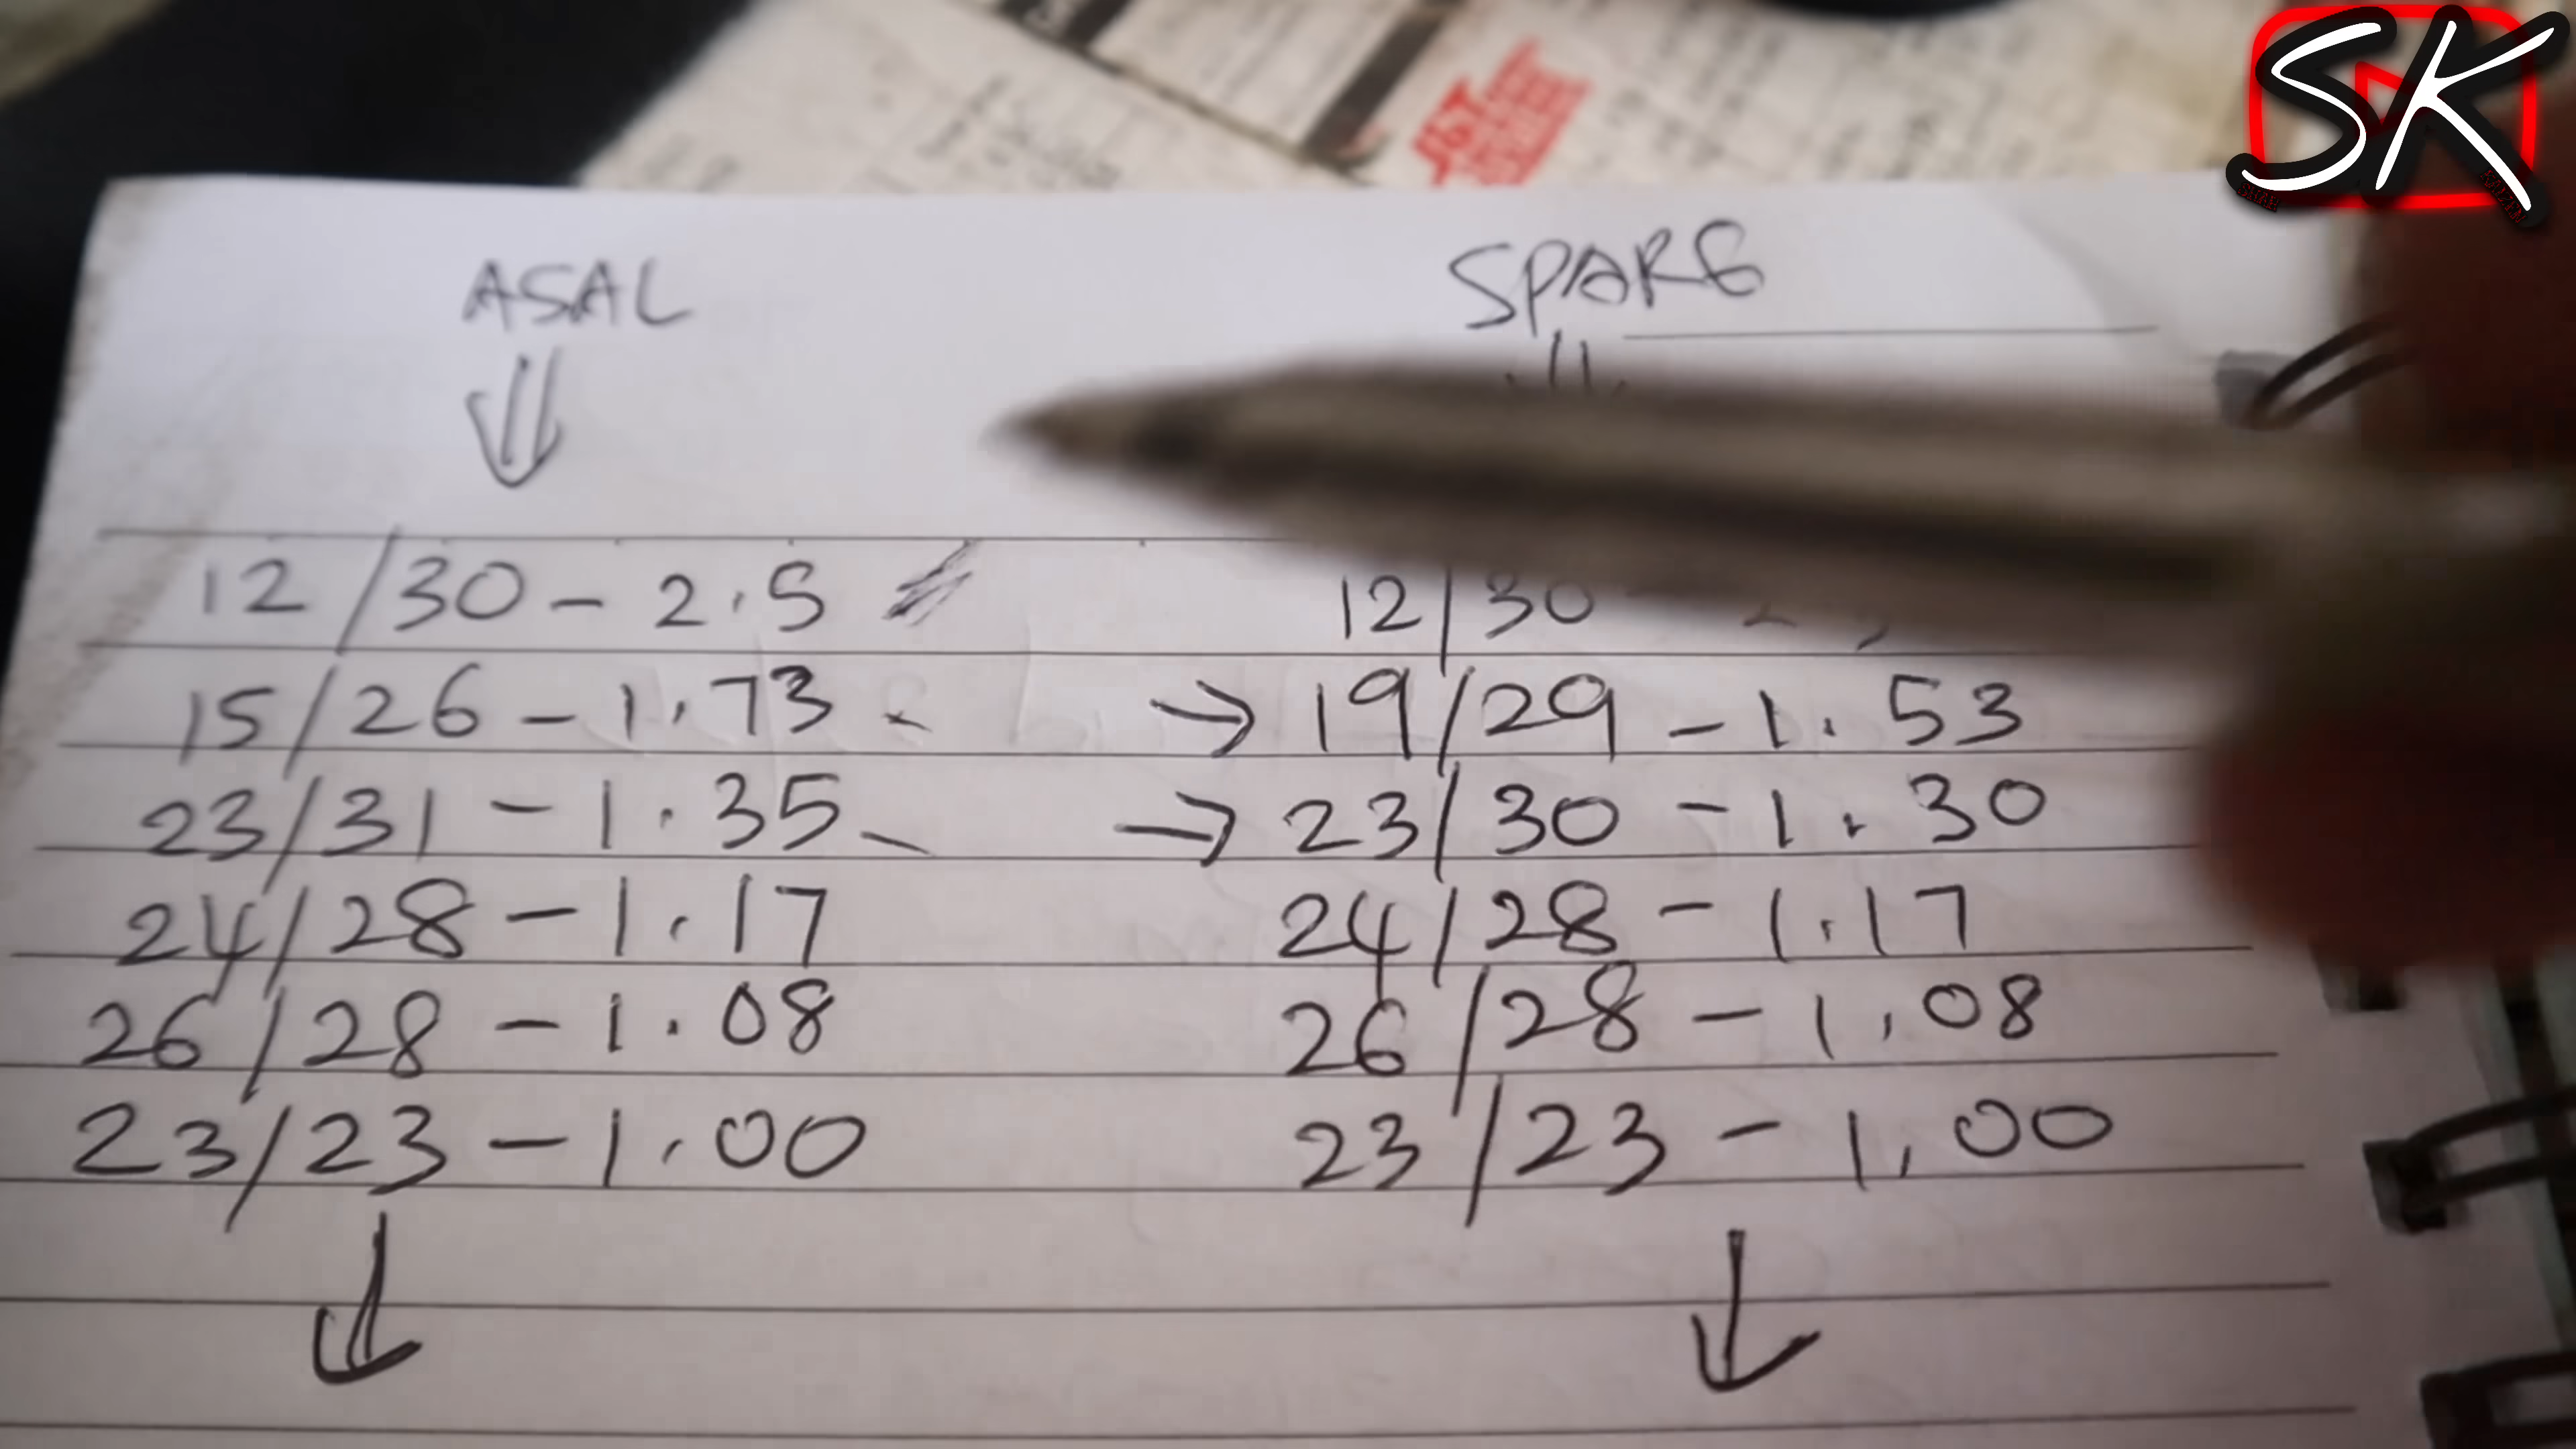 SK
ASAL
SPARE
12/30 - 2.5
15/26 - 1.73
23/31 - 1.35
24/28 - 1.17
26/28 - 1.08
23/23 - 1.00
12/30
→ 19/29 - 1.53
→ 23/30 - 1.30
24/28 - 1.17
26/28 - 1.08
23/23 - 1.00